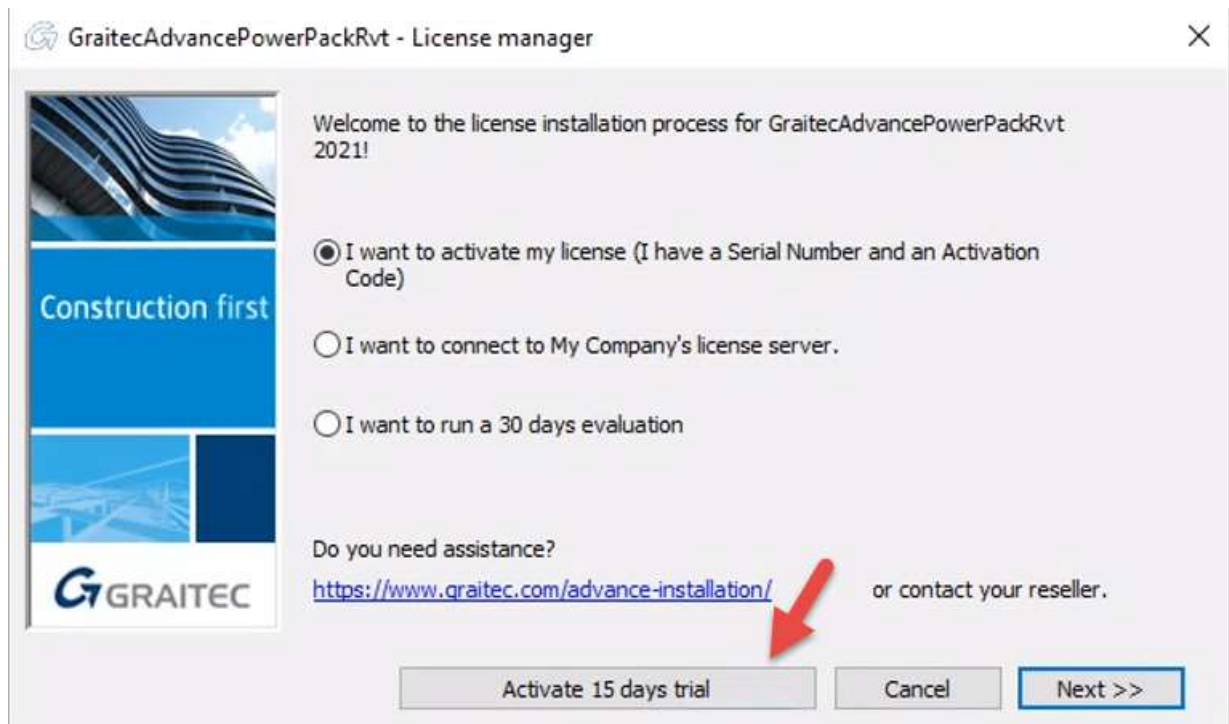 GraitecAdvancePowerPackRvt - License manager
Welcome to the license installation process for GraitecAdvancePowerPackRvt
2021!
I want to activate my license (I have a Serial Number and an Activation
Code)
Construction first
I want to connect to My Company's license server.
I want to run a 30 days evaluation
Do you need assistance?
https://www.graitec.com/advance-installation/ or contact your reseller.
GRAITEC
Activate 15 days trial
Cancel
Next >>